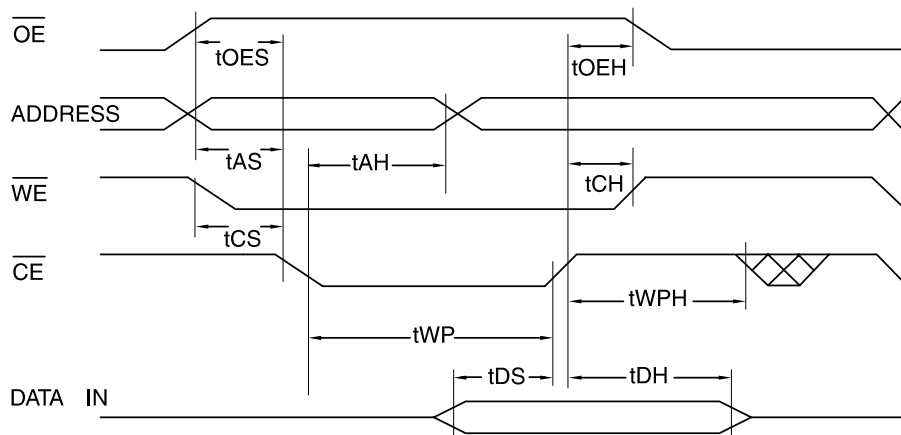 OE
tOES
tOEH
ADDRESS
tAS
tAH
tCH
WE
tCS
CE
tWPH
tWP
tDS
tDH
DATA IN